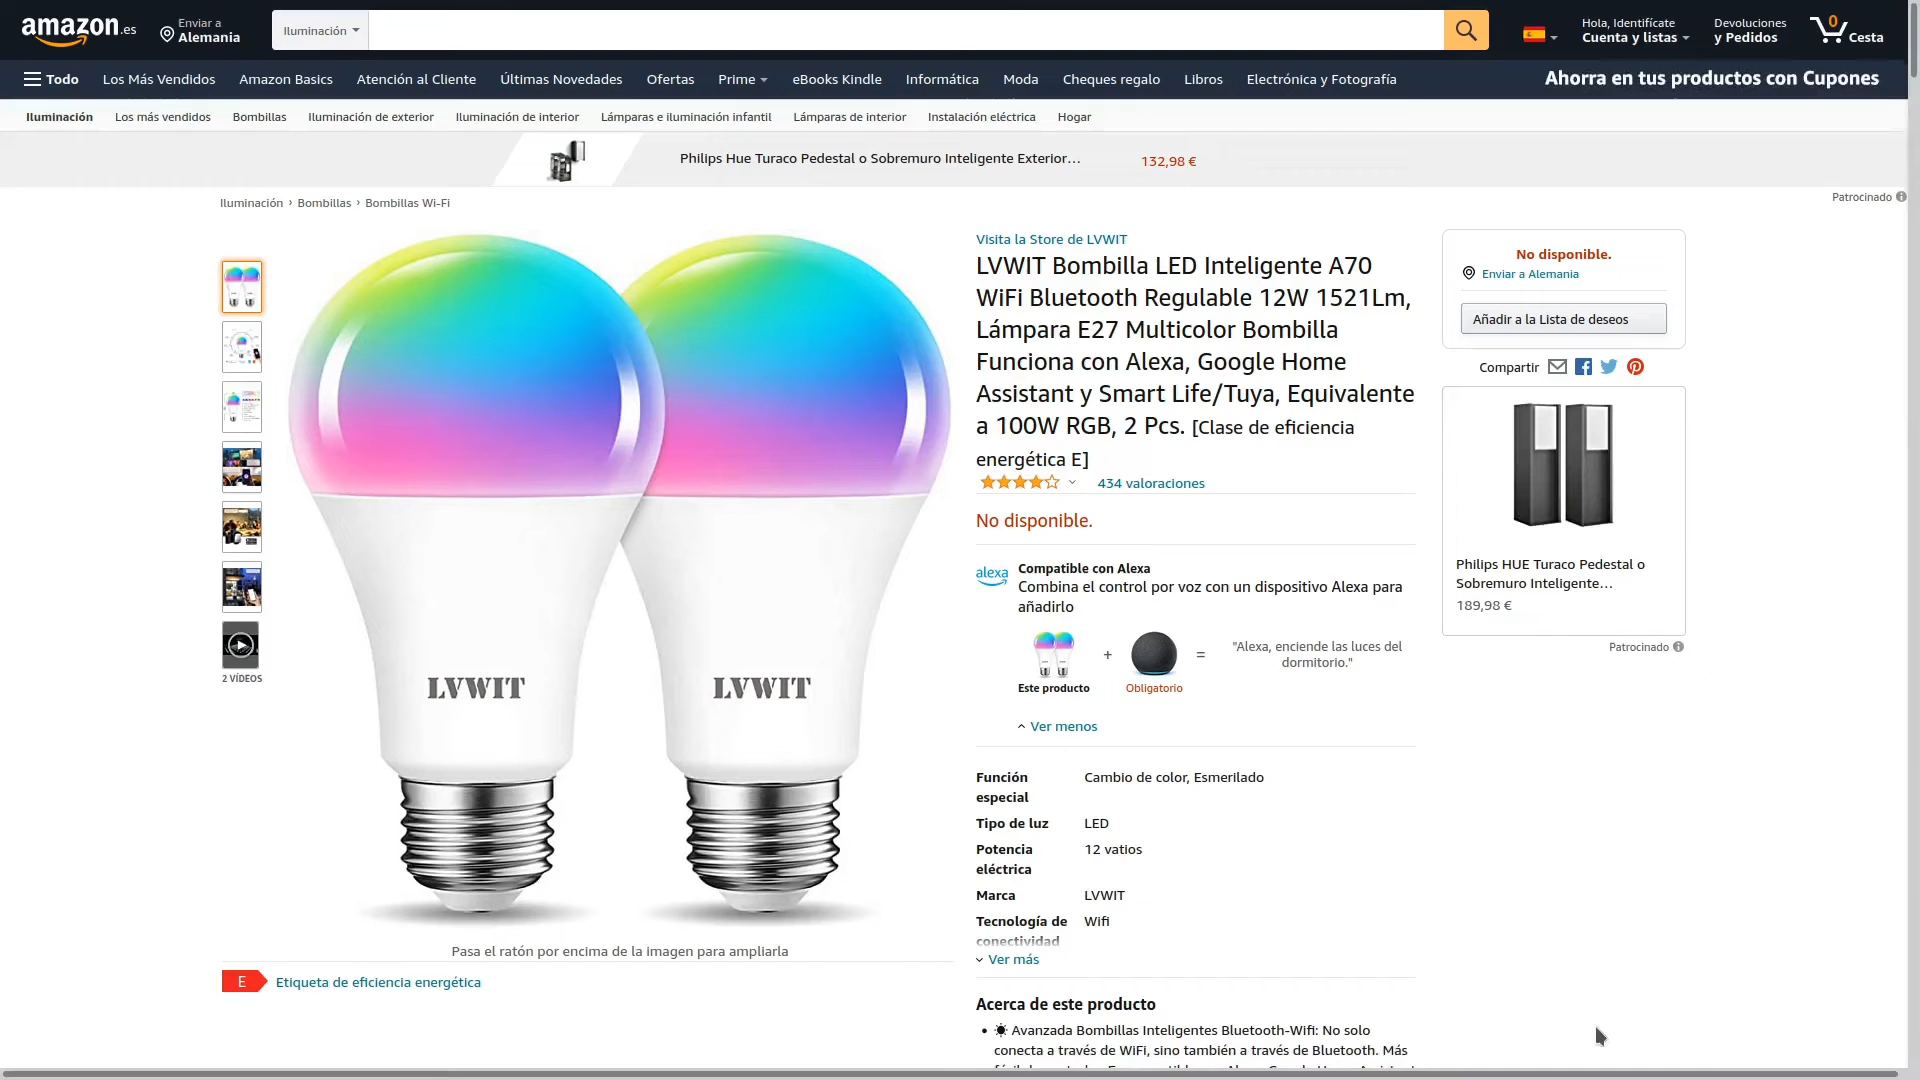 amazon.es
Enviar a
Alemania
Iluminación
Hola, Identifícate
Cuenta y listas
Devoluciones
y Pedidos
0
Cesta
Todo
Los Más Vendidos
Amazon Basics
Atención al Cliente
Últimas Novedades
Ofertas
Prime
eBooks Kindle
Informática
Moda
Cheques regalo
Libros
Electrónica y Fotografía
Ahorra en tus productos con Cupones
Iluminación
Los más vendidos
Bombillas
Iluminación de exterior
Iluminación de interior
Lámparas e iluminación infantil
Lámparas de interior
Instalación eléctrica
Hogar
Philips Hue Turaco Pedestal o Sobremuro Inteligente Exterior…
132,98 €
Patrocinado
Iluminación › Bombillas › Bombillas Wi-Fi
2 VÍDEOS
LVWIT
LVWIT
Pasa el ratón por encima de la imagen para ampliarla
E
Etiqueta de eficiencia energética
Visita la Store de LVWIT
LVWIT Bombilla LED Inteligente A70
WiFi Bluetooth Regulable 12W 1521Lm,
Lámpara E27 Multicolor Bombilla
Funciona con Alexa, Google Home
Assistant y Smart Life/Tuya, Equivalente
a 100W RGB, 2 Pcs. [Clase de eficiencia
energética E]
434 valoraciones
No disponible.
alexa
Compatible con Alexa
Combina el control por voz con un dispositivo Alexa para
añadirlo
+
=
"Alexa, enciende las luces del
dormitorio."
Este producto
Obligatorio
Ver menos
Función
especial
Cambio de color, Esmerilado
Tipo de luz
LED
Potencia
eléctrica
12 vatios
Marca
LVWIT
Tecnología de
conectividad
Wifi
Ver más
Acerca de este producto
• Avanzada Bombillas Inteligentes Bluetooth-Wifi: No solo
conecta a través de WiFi, sino también a través de Bluetooth. Más
No disponible.
Enviar a Alemania
Añadir a la Lista de deseos
Compartir
Philips HUE Turaco Pedestal o
Sobremuro Inteligente…
189,98 €
Patrocinado